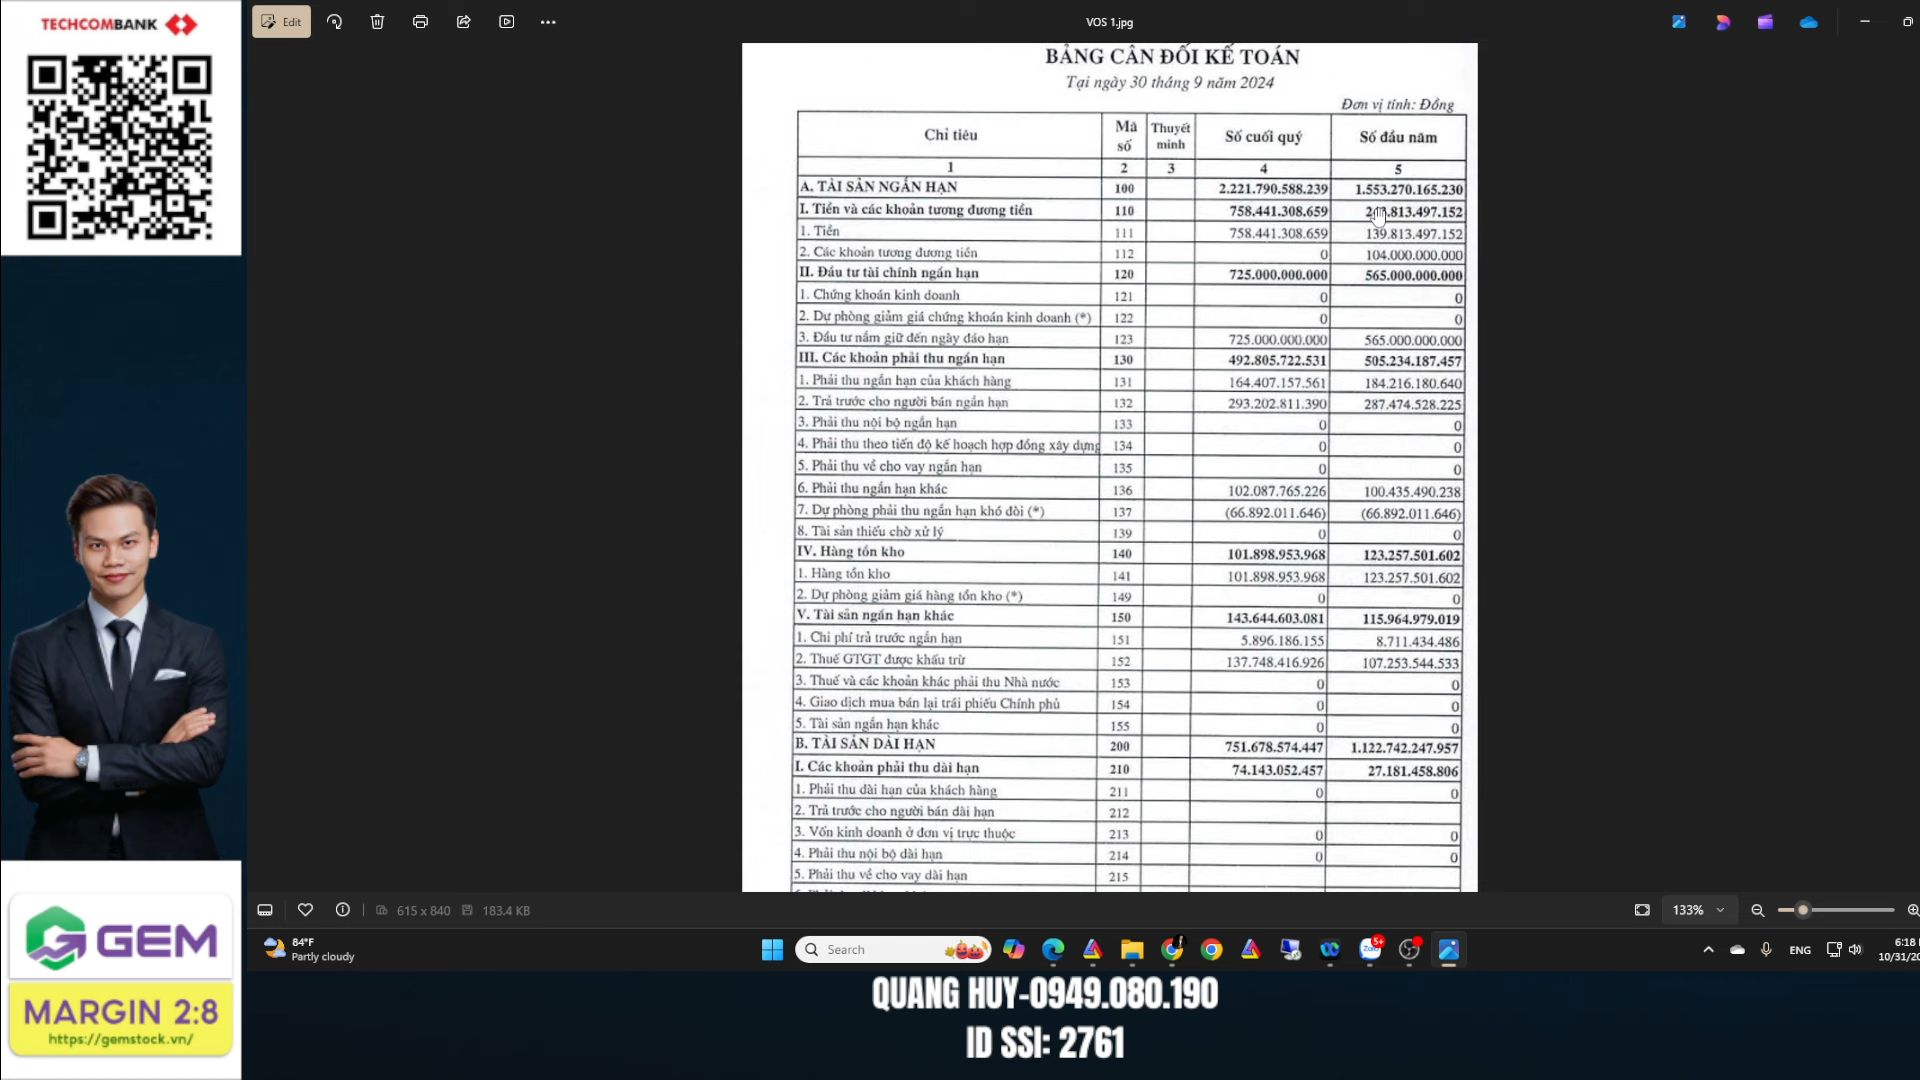 TECHCOMBANK
Edit
VOS 1.jpg
BẢNG CÂN ĐỐI KẾ TOÁN
Tại ngày 30 tháng 9 năm 2024
Đơn vị tính: Đồng
Chỉ tiêu Mã số Thuyết minh Số cuối quý Số đầu năm
1 2 3 4 5
A. TÀI SẢN NGẮN HẠN 100 2.221.790.588.239 1.553.270.165.230
I. Tiền và các khoản tương đương tiền 110 758.441.308.659
1. Tiền 111 758.441.308.659 139.813.497.152
2. Các khoản tương đương tiền 112 0 104.000.000.000
II. Đầu tư tài chính ngắn hạn 120 725.000.000.000 565.000.000.000
1. Chứng khoán kinh doanh 121 0 0
2. Dự phòng giảm giá chứng khoán kinh doanh (*) 122 0 0
3. Đầu tư nắm giữ đến ngày đáo hạn 123 725.000.000.000 565.000.000.000
III. Các khoản phải thu ngắn hạn 130 492.805.722.531 505.234.187.457
1. Phải thu ngắn hạn của khách hàng 131 164.407.157.561 184.216.180.640
2. Trả trước cho người bán ngắn hạn 132 293.202.811.390 287.474.528.225
3. Phải thu nội bộ ngắn hạn 133 0 0
4. Phải thu theo tiến độ kế hoạch hợp đồng xây dựng 134 0 0
5. Phải thu về cho vay ngắn hạn 135 0 0
6. Phải thu ngắn hạn khác 136 102.087.765.226 100.435.490.238
7. Dự phòng phải thu ngắn hạn khó đòi (*) 137 (66.892.011.646) (66.892.011.646)
8. Tài sản thiếu chờ xử lý 139 0 0
IV. Hàng tồn kho 140 101.898.953.968 123.257.501.602
1. Hàng tồn kho 141 101.898.953.968 123.257.501.602
2. Dự phòng giảm giá hàng tồn kho (*) 149 0 0
V. Tài sản ngắn hạn khác 150 143.644.603.081 115.964.979.019
1. Chi phí trả trước ngắn hạn 151 5.896.186.155 8.711.434.486
2. Thuế GTGT được khấu trừ 152 137.748.416.926 107.253.544.533
3. Thuế và các khoản khác phải thu Nhà nước 153 0 0
4. Giao dịch mua bán lại trái phiếu Chính phủ 154 0 0
5. Tài sản ngắn hạn khác 155 0 0
B. TÀI SẢN DÀI HẠN 200 751.678.574.447 1.122.742.247.957
I. Các khoản phải thu dài hạn 210 74.143.052.457 27.181.458.806
1. Phải thu dài hạn của khách hàng 211 0 0
2. Trả trước cho người bán dài hạn 212
3. Vốn kinh doanh ở đơn vị trực thuộc 213 0 0
4. Phải thu nội bộ dài hạn 214 0 0
5. Phải thu về cho vay dài hạn 215
615 x 840 183.4 KB
133%
GEM
MARGIN 2:8
https://gemstock.vn/
84°F
Partly cloudy
Search
5+
ENG
6:18
10/31/20
QUANG HUY-0949.080.190
ID SSI: 2761